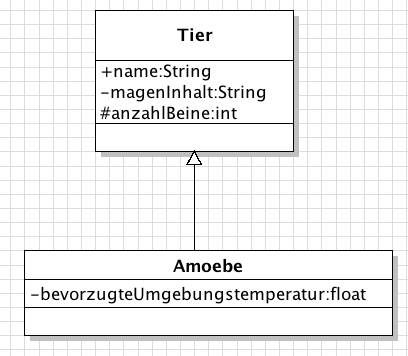 Tier
+name:String
-magenInhalt:String
#anzahlBeine:int
Amoebe
-bevorzugteUmgebungstemperatur:float